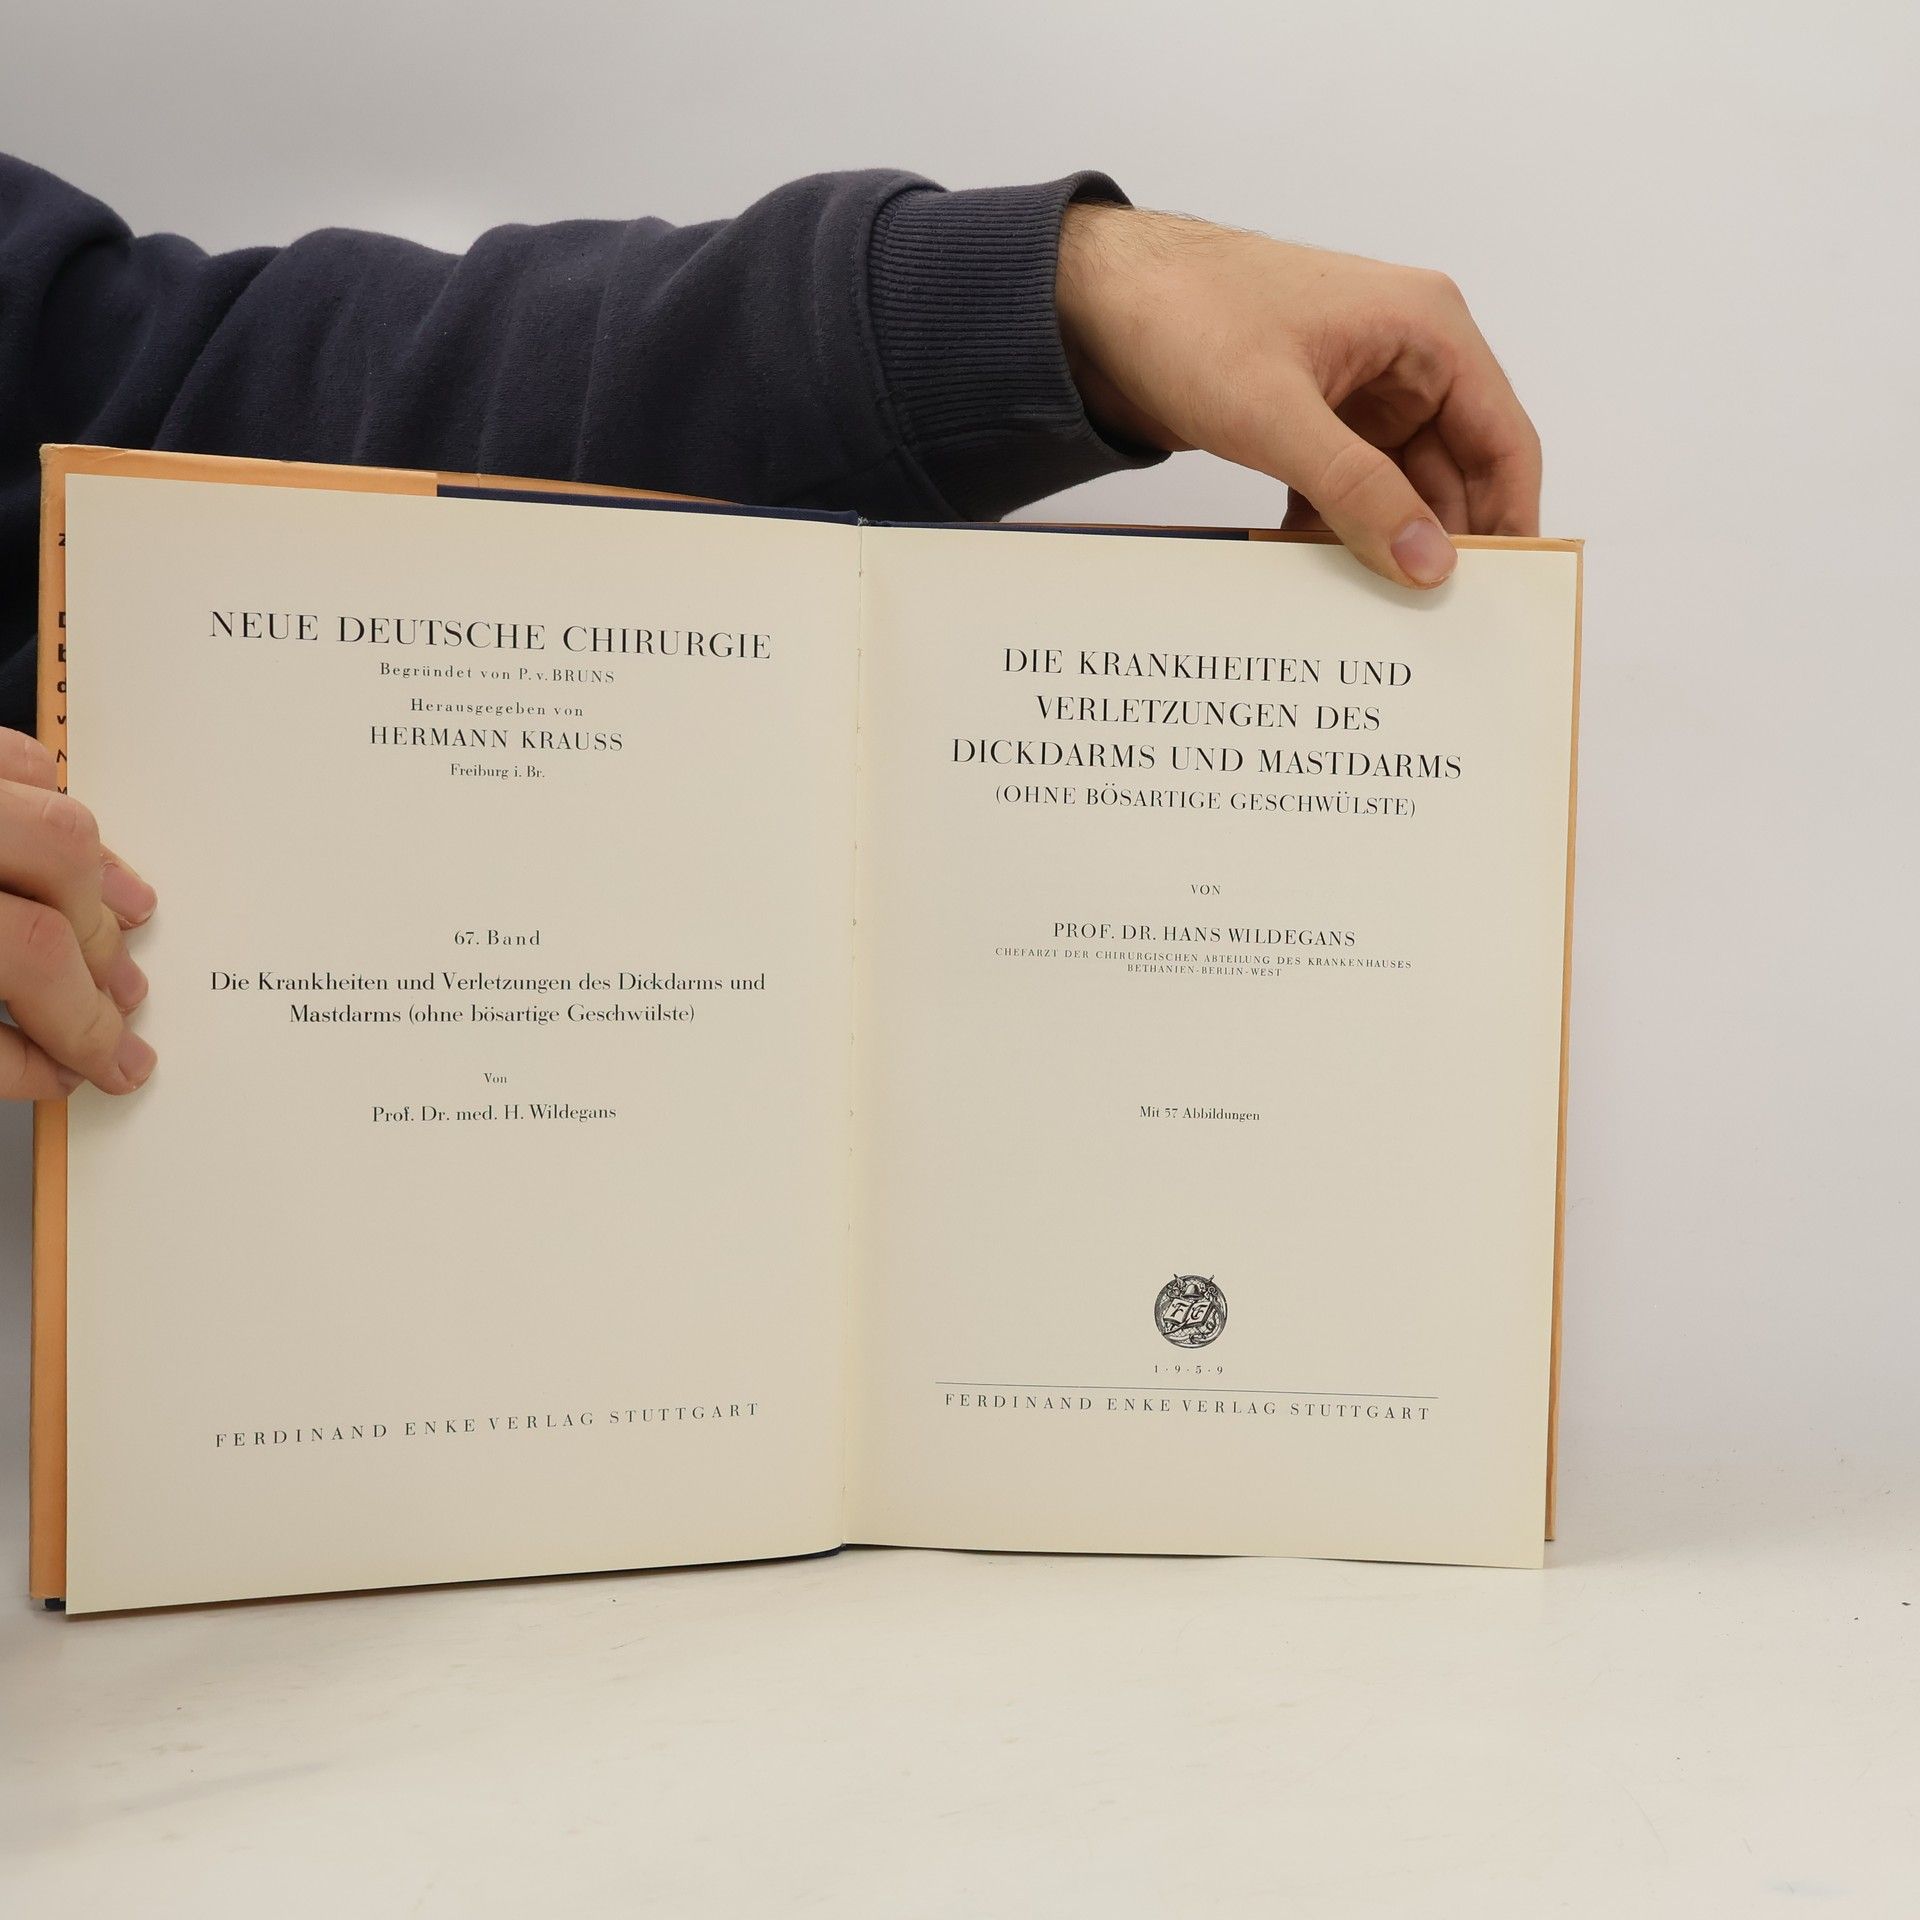 NEUE DEUTSCHE CHIRURGIE
Begründet von P. v. BRUNS
Herausgegeben von
HERMANN KRAUSS
Freiburg i. Br.
67. Band
Die Krankheiten und Verletzungen des Dickdarms und
Mastdarms (ohne bösartige Geschwülste)
Von
Prof. Dr. med. H. Wildegans
FERDINAND ENKE VERLAG STUTTGART
DIE KRANKHEITEN UND
VERLETZUNGEN DES
DICKDARMS UND MASTDARMS
(OHNE BÖSARTIGE GESCHWÜLSTE)
VON
PROF. DR. HANS WILDEGANS
CHEFARZT DER CHIRURGISCHEN ABTEILUNG DES KRANKENHAUSES
BETHANIEN-BERLIN-WEST
Mit 57 Abbildungen
F E
1 · 9 · 5 · 9
FERDINAND ENKE VERLAG STUTTGART